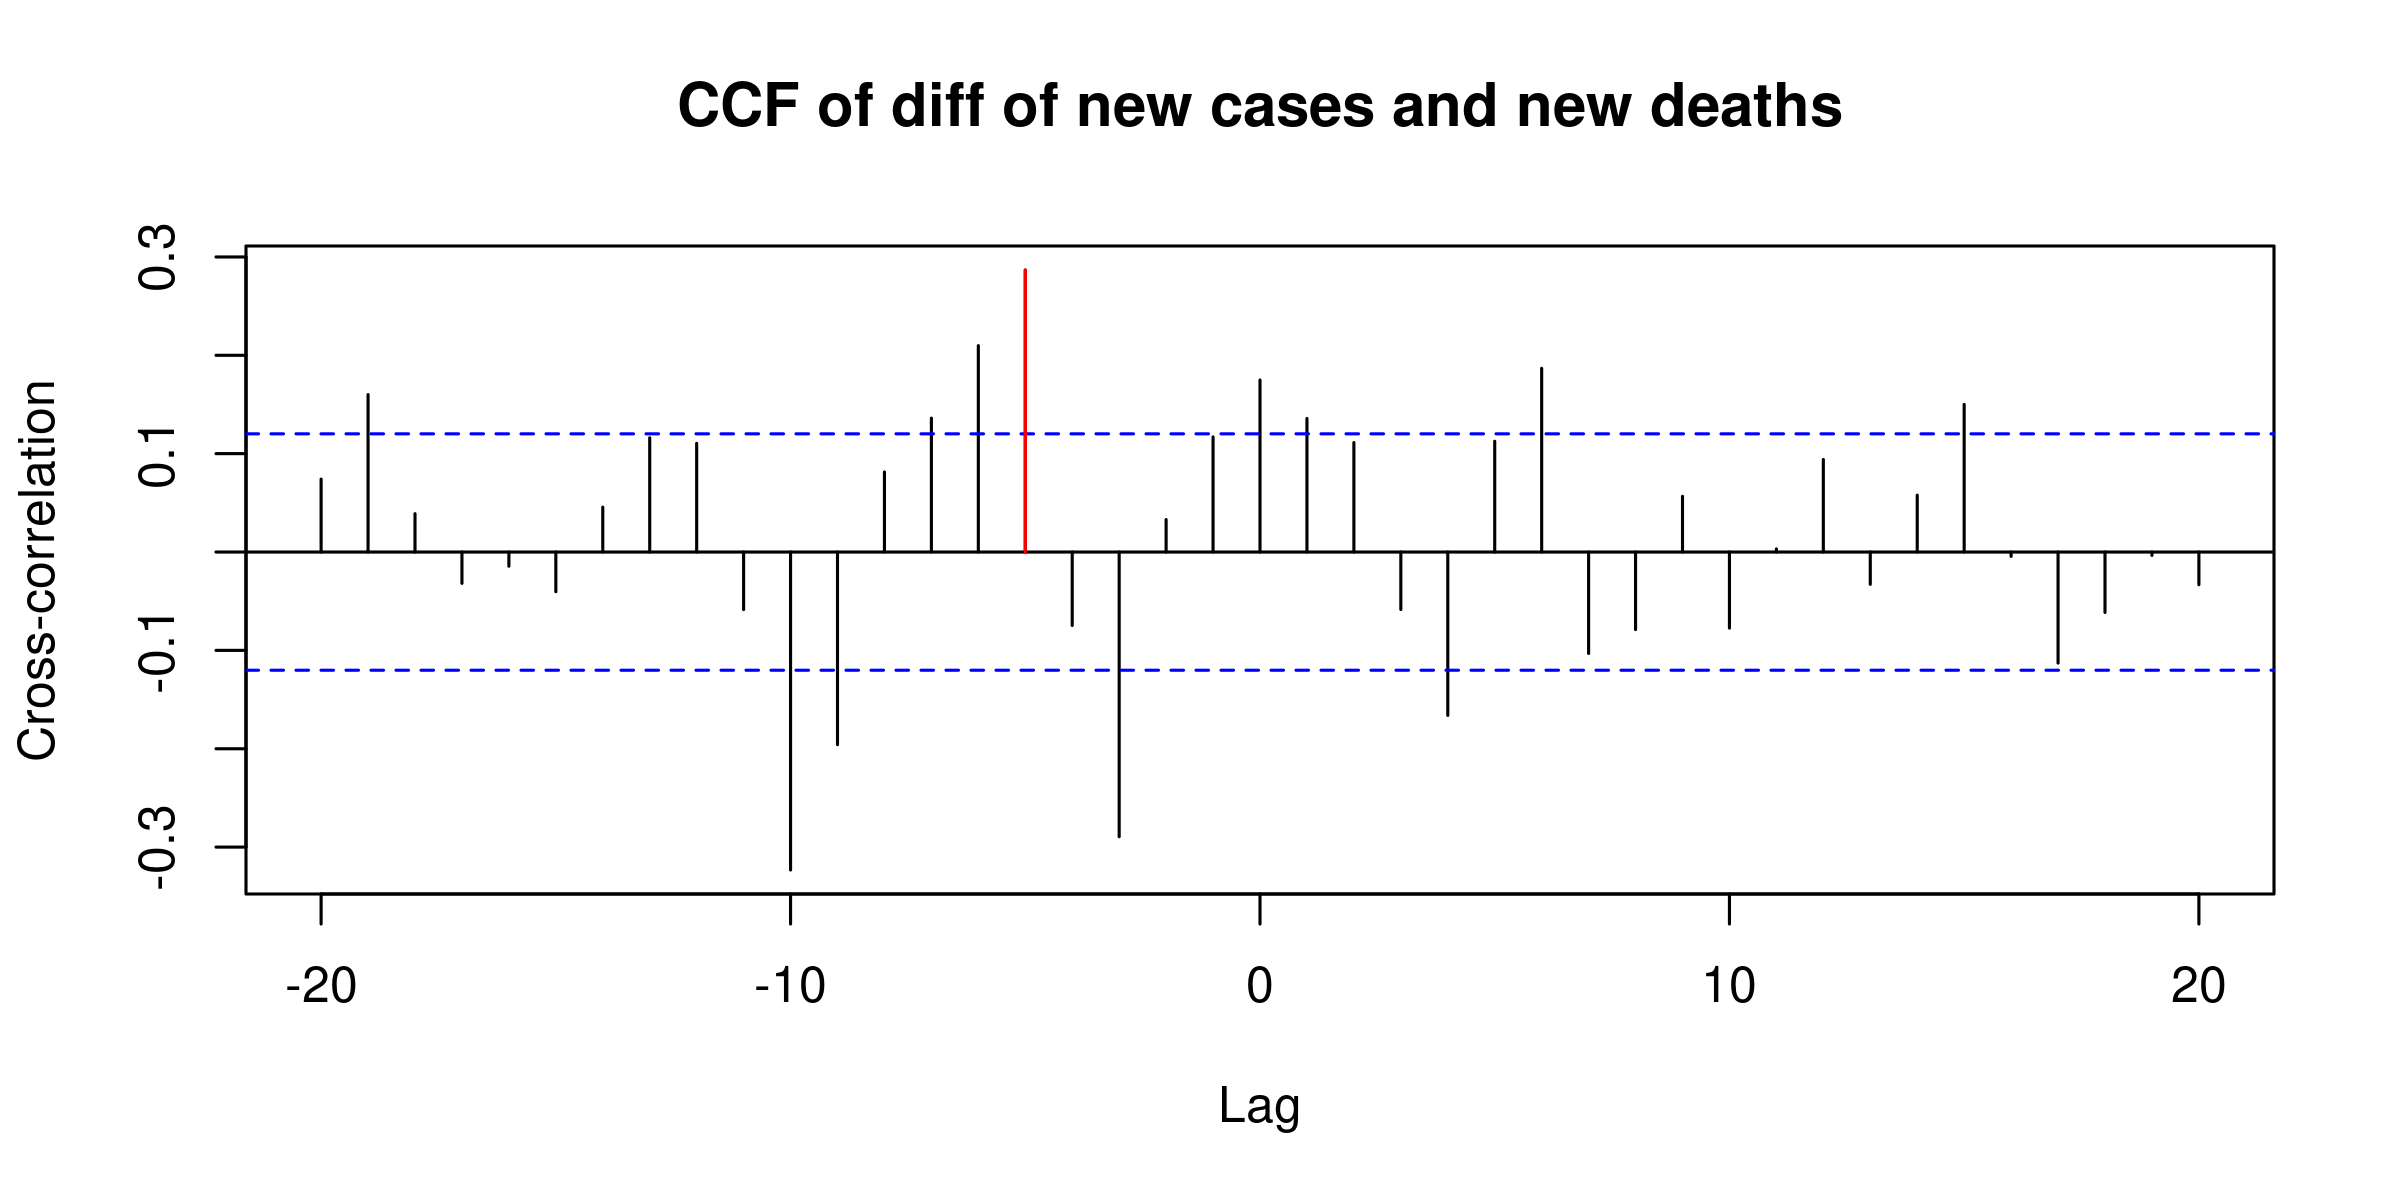 CCF of diff of new cases and new deaths
Cross-correlation
0.3
0.1
-0.1
-0.3
-20 -10 0 10 20
Lag